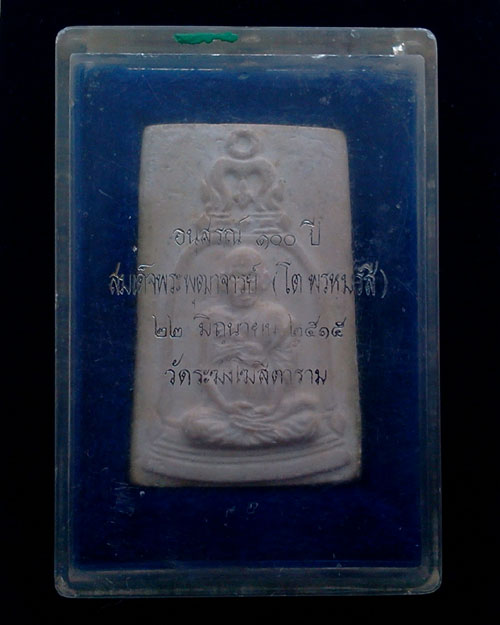 อนุสรณ์ ๑๐๐ ปี
สมเด็จพระพุฒาจารย์ (โต พรหมรังสี)
๒๒ มิถุนายน ๒๕๑๕
วัดระฆังโฆสิตาราม